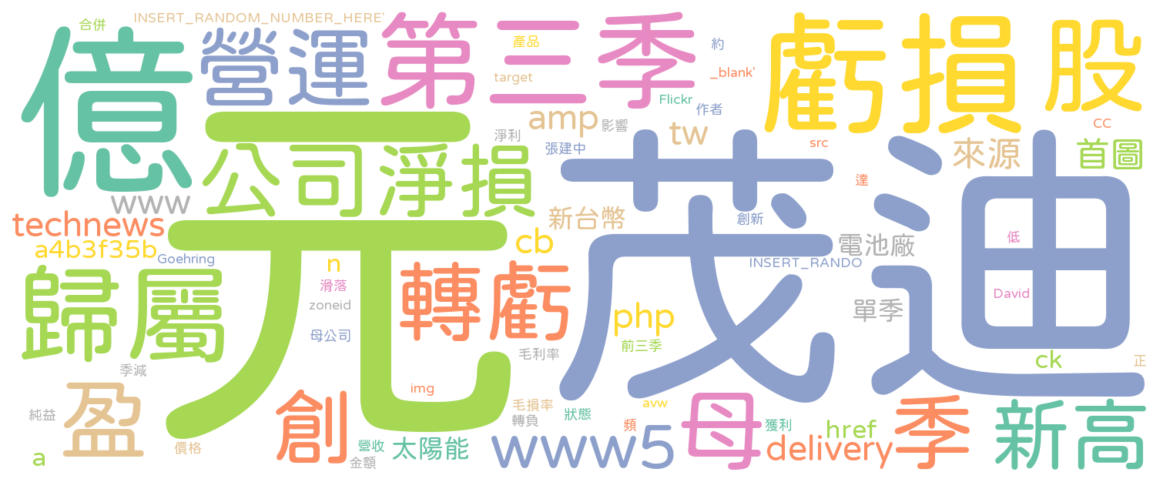 合併
INSERT_RANDOM_NUMBER_HERE'
億
營運
第三季
產品
target
約
_blank'
虧損
股
Flickr
作者
CC
amp
影響
淨利
張建中
tw
src
來源
首圖
公司淨損
元
茂迪
達
www
technews
新台幣
創新
a4b3f35b
Goehring
cb
電池廠
低
INSERT_RANDO
n
滑落
zoneid
轉虧
歸屬
David
單季
php
母公司
前三季
毛利率
ck
正
季減
img
盈
純益
創
毛損率
轉負
狀態
avw
頻
母
獲利
href
季
新高
價格
營收
金額
太陽能
www5
delivery
a